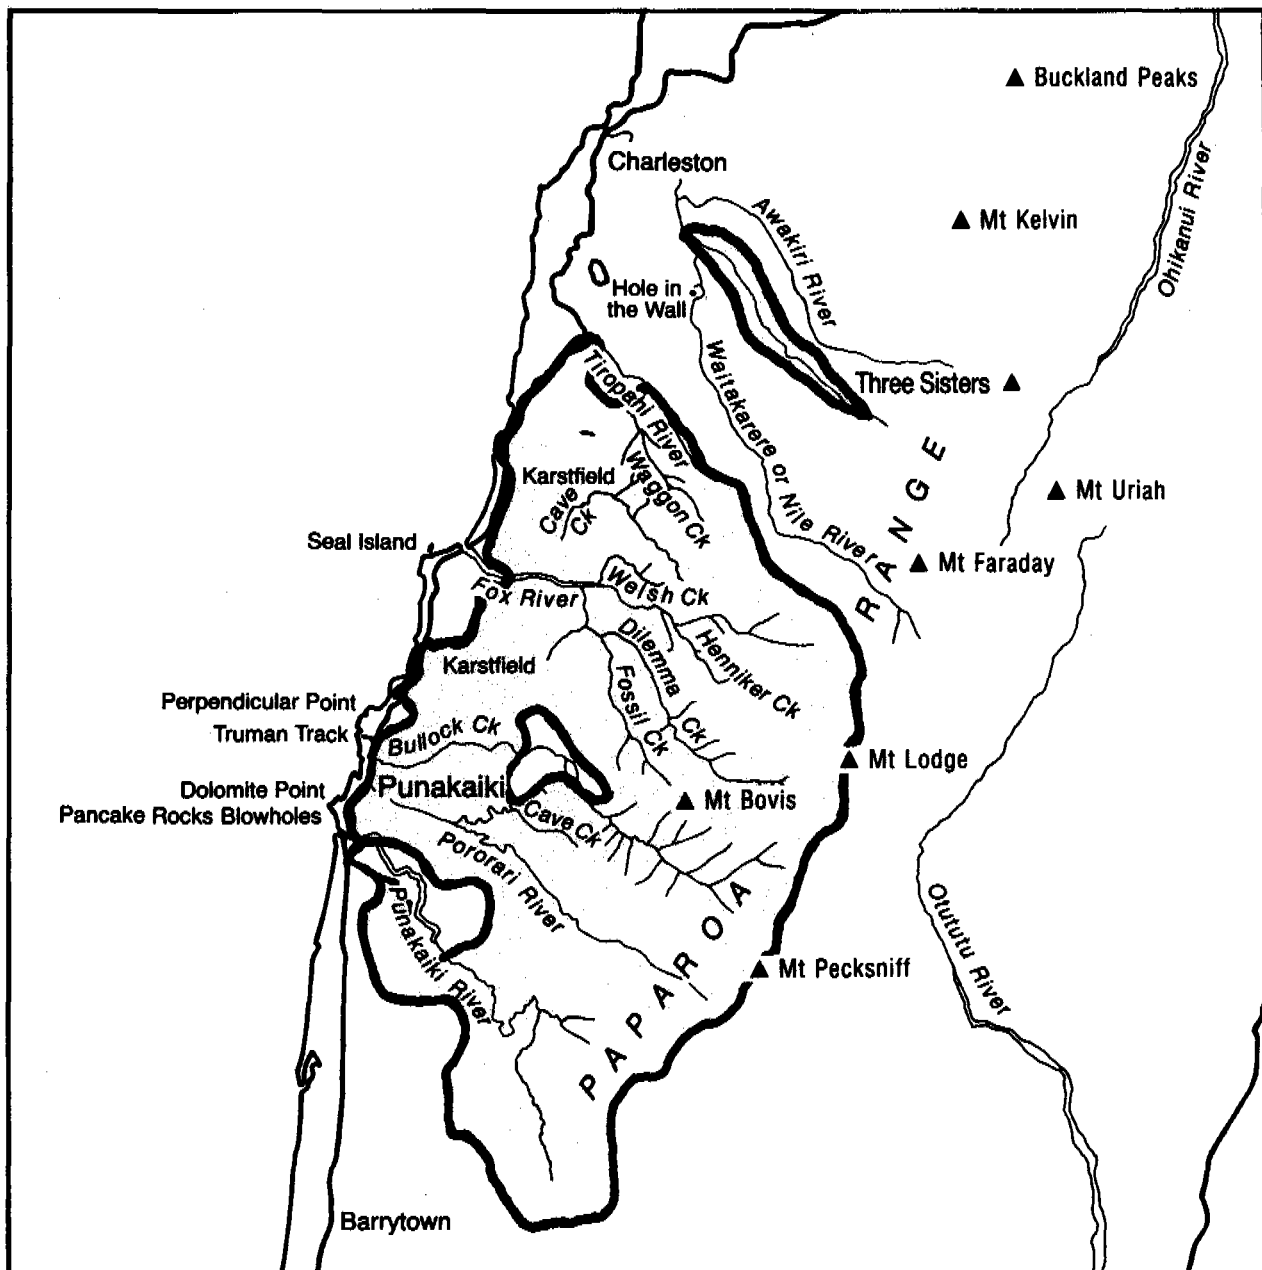 Buckland Peaks
Charleston
Ohikanui River
Awakiri River
Mt Kelvin
Hole in
the Wall
Tiropahi River
Waitakarere or Nile River
Three Sisters
Karstfield
Waggon Ck
Cave
Ck
Mt Uriah
Seal Island
Mt Faraday
Fox River
Welsh Ck
Dilemma
Ck
Henniker Ck
Fossil Ck
Karstfield
Perpendicular Point
Truman Track
Bullock Ck
Mt Lodge
Dolomite Point
Punakaiki
Mt Bovis
Pancake Rocks Blowholes
Cave Ck
Pororari River
Punakaiki River
Otututu River
Mt Pecksniff
PAPAROA
RANGE
Barrytown